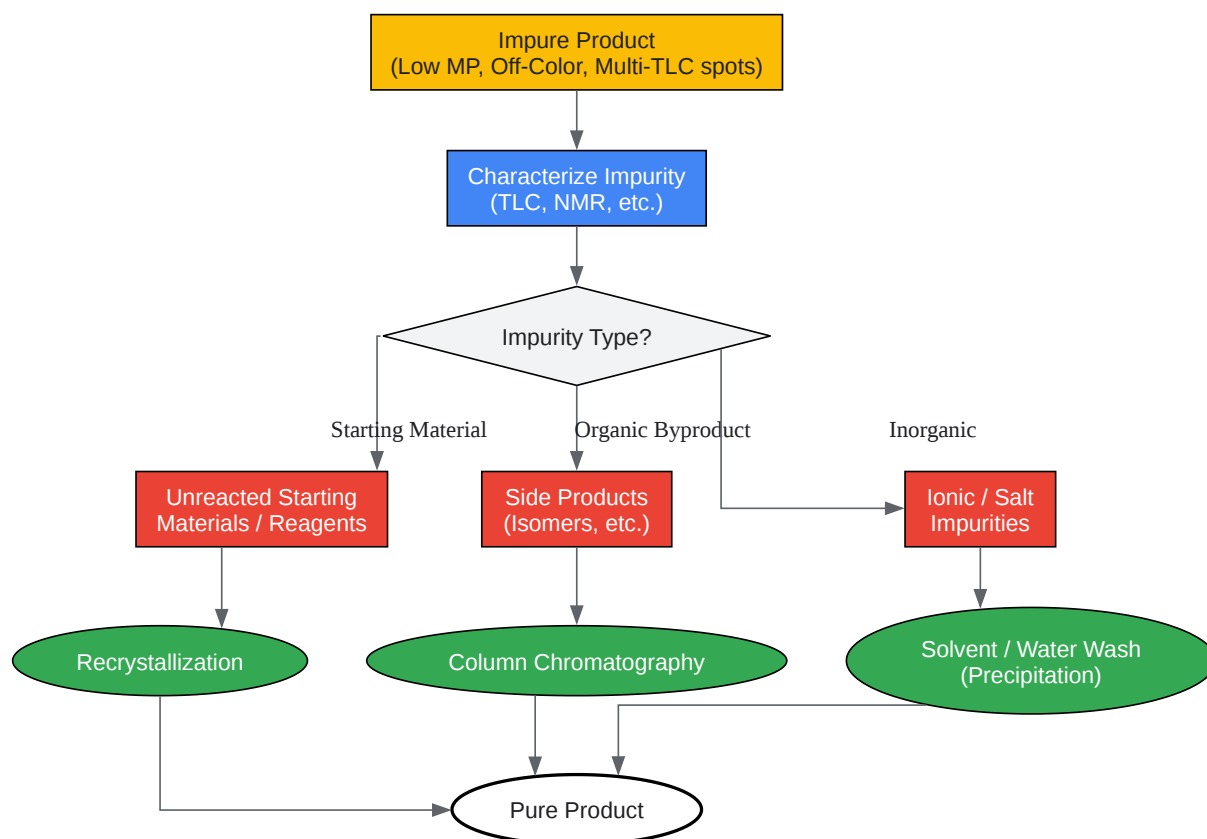 Impure Product
(Low MP, Off-Color, Multi-TLC spots)
Characterize Impurity
(TLC, NMR, etc.)
Impurity Type?
Starting Material
Organic Byproduct
Inorganic
Unreacted Starting
Materials / Reagents
Side Products
(Isomers, etc.)
Ionic / Salt
Impurities
Recrystallization
Column Chromatography
Solvent / Water Wash
(Precipitation)
Pure Product